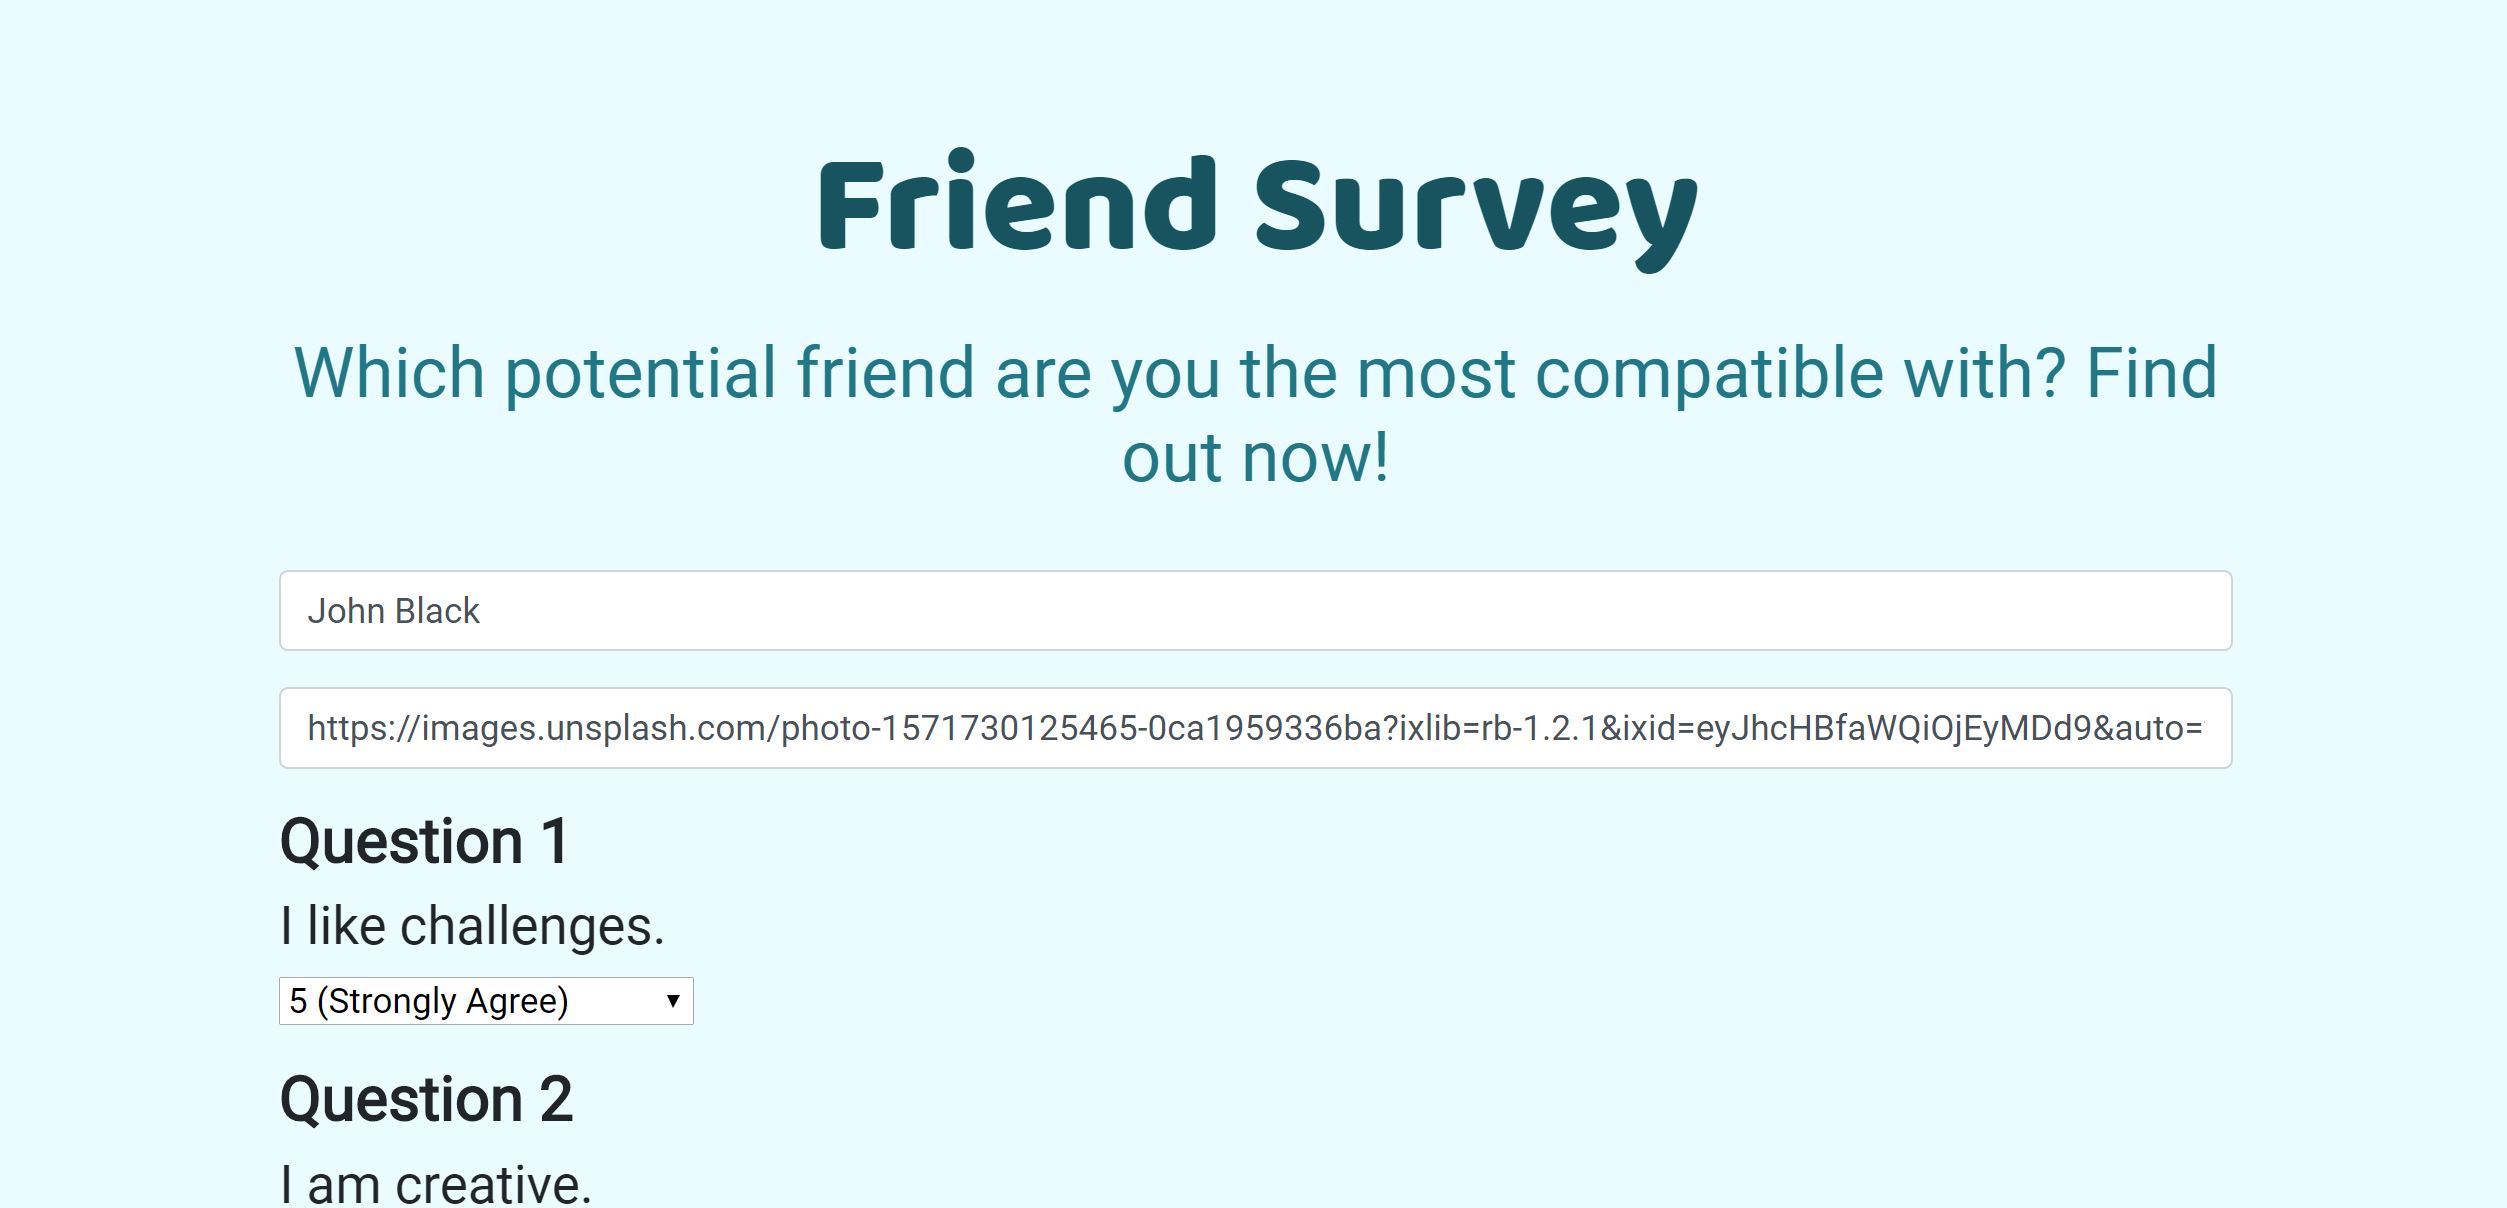 Friend Survey
Which potential friend are you the most compatible with? Find
out now!
John Black
https://images.unsplash.com/photo-1571730125465-0ca1959336ba?ixlib=rb-1.2.1&ixid=eyJhcHBfaWQiOjEyMDd9&auto=
Question 1
I like challenges.
5 (Strongly Agree)
Question 2
I am creative.